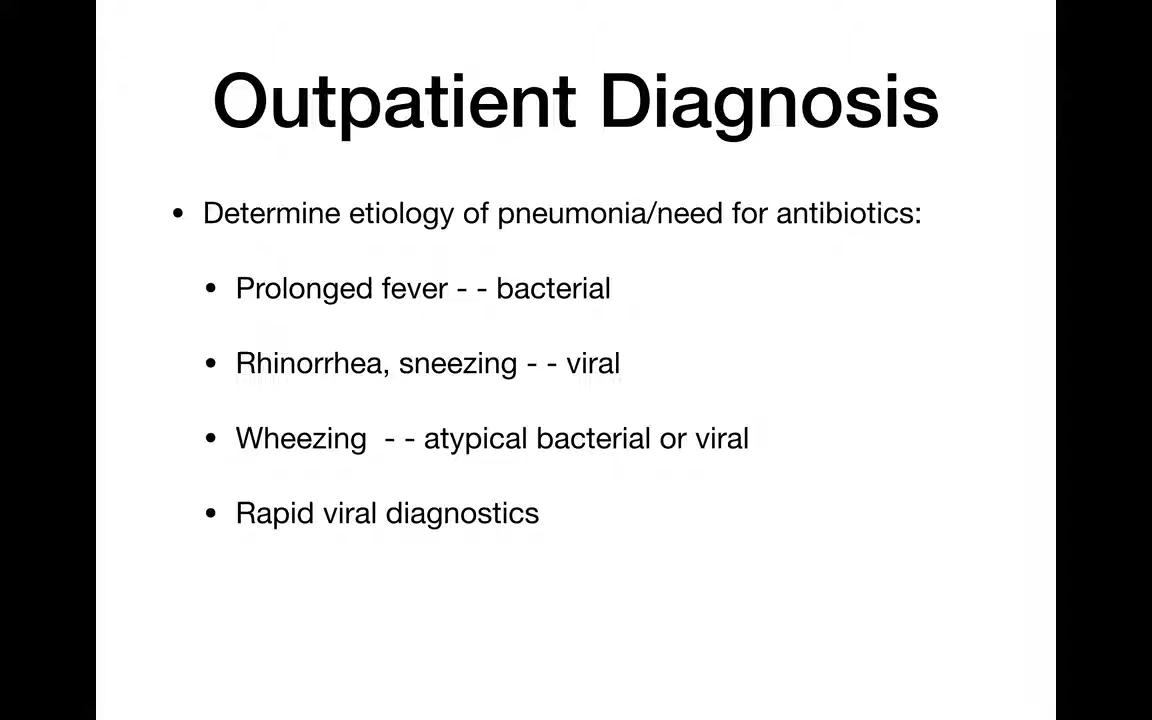 Outpatient Diagnosis
• Determine etiology of pneumonia/need for antibiotics:
• Prolonged fever - - bacterial
• Rhinorrhea, sneezing - - viral
• Wheezing  - - atypical bacterial or viral
• Rapid viral diagnostics